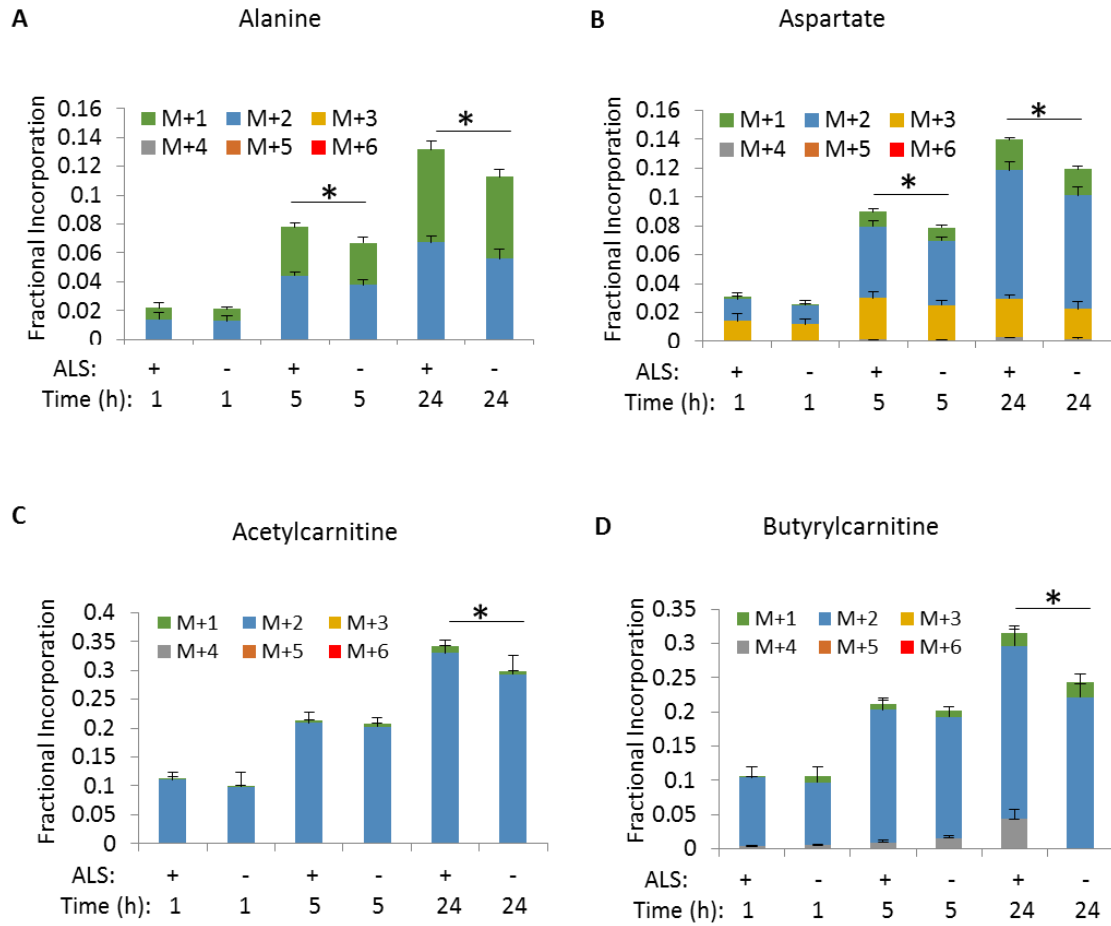 A
Alanine
Fractional Incorporation
0.16
0.14
0.12
0.1
0.08
0.06
0.04
0.02
0
M+1 M+2 M+3
M+4 M+5 M+6
*
*
ALS: + - + - + -
Time (h): 1 1 5 5 24 24
B
Aspartate
Fractional Incorporation
0.16
0.14
0.12
0.1
0.08
0.06
0.04
0.02
0
M+1 M+2 M+3
M+4 M+5 M+6
*
*
ALS: + - + - + -
Time (h): 1 1 5 5 24 24
C
Acetylcarnitine
Fractional Incorporation
0.4
0.35
0.3
0.25
0.2
0.15
0.1
0.05
0
M+1 M+2 M+3
M+4 M+5 M+6
*
ALS: + - + - + -
Time (h): 1 1 5 5 24 24
D
Butyrylcarnitine
Fractional Incorporation
0.35
0.3
0.25
0.2
0.15
0.1
0.05
0
M+1 M+2 M+3
M+4 M+5 M+6
*
ALS: + - + - + -
Time (h): 1 1 5 5 24 24